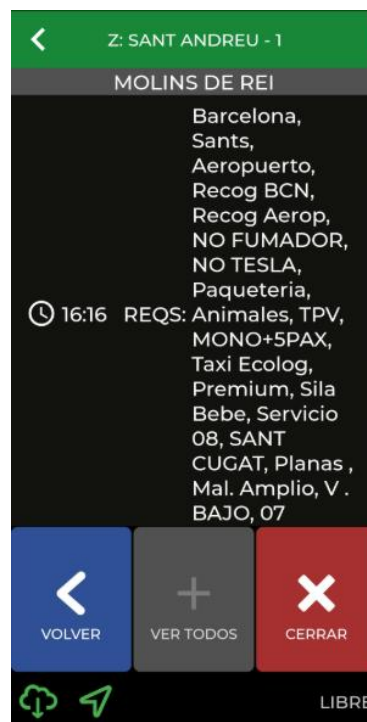 Z: SANT ANDREU - 1
MOLINS DE REI
Barcelona,
Sants,
Aeropuerto,
Recog BCN,
Recog Aerop,
NO FUMADOR,
NO TESLA,
Paqueteria,
16:16 REQS: Animales, TPV,
MONO+5PAX,
Taxi Ecolog,
Premium, Sila
Bebe, Servicio
08, SANT
CUGAT, Planas ,
Mal. Amplio, V .
BAJO, 07
VOLVER VER TODOS CERRAR
LIBRE